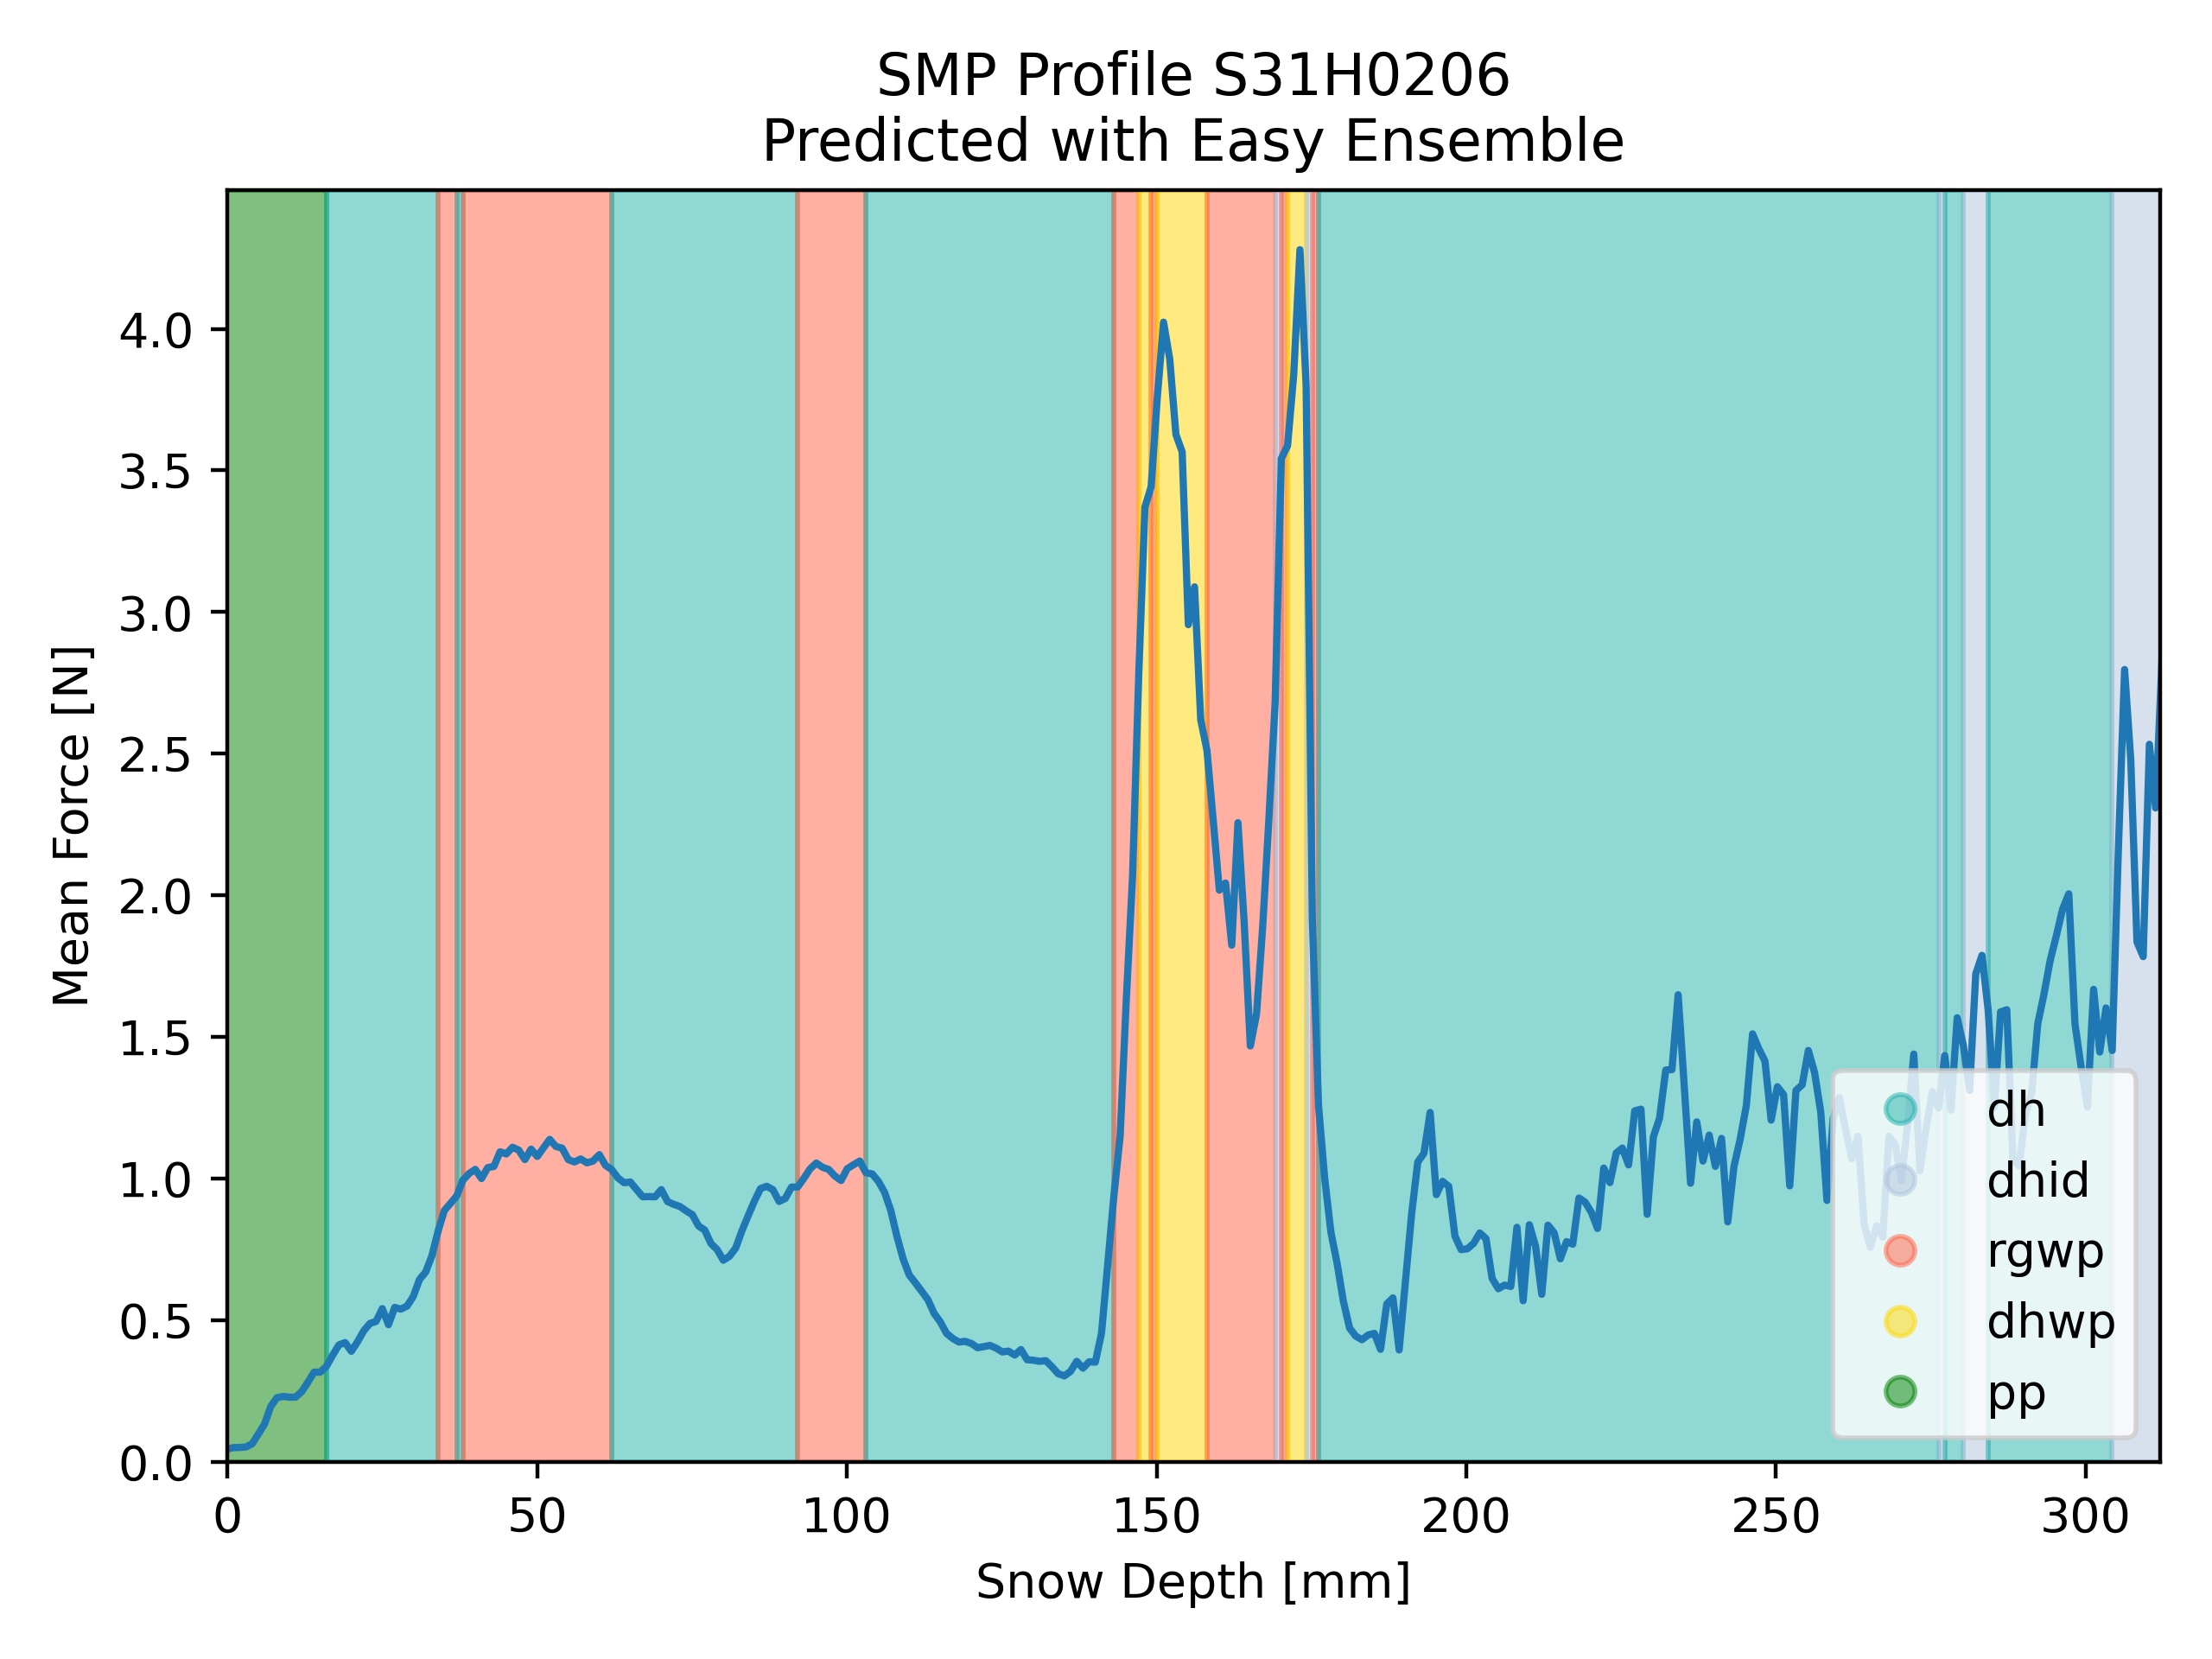 SMP Profile S31H0206
Predicted with Easy Ensemble
Mean Force [N]
4.0
3.5
3.0
2.5
2.0
1.5
1.0
0.5
0.0
dh
dhid
rgwp
dhwp
pp
0 50 100 150 200 250 300
Snow Depth [mm]